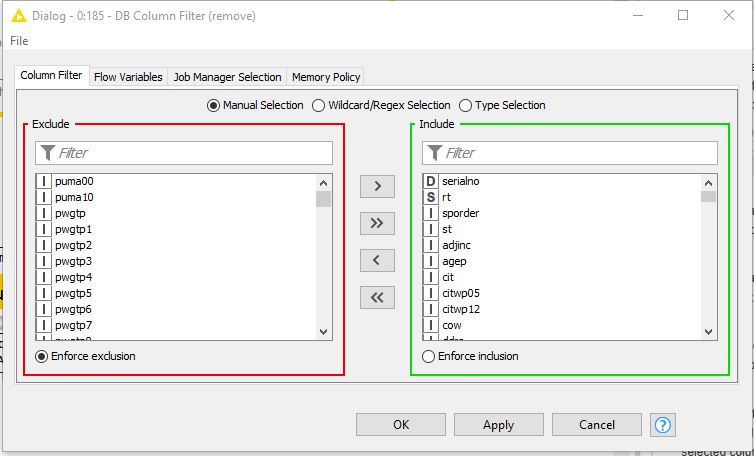 Dialog - 0:185 - DB Column Filter (remove)
File
Column Filter Flow Variables Job Manager Selection Memory Policy
Manual Selection Wildcard/Regex Selection Type Selection
Exclude
Filter
I puma00
I puma10
I pwgtp
I pwgtp1
I pwgtp2
I pwgtp3
I pwgtp4
I pwgtp5
I pwgtp6
I pwgtp7
Enforce exclusion
>
>>
<
<<
Include
Filter
D serialno
S rt
I sporder
I st
I adjinc
I agep
I cit
I citwp05
I citwp12
I cow
Enforce inclusion
OK Apply Cancel ?
selected colu